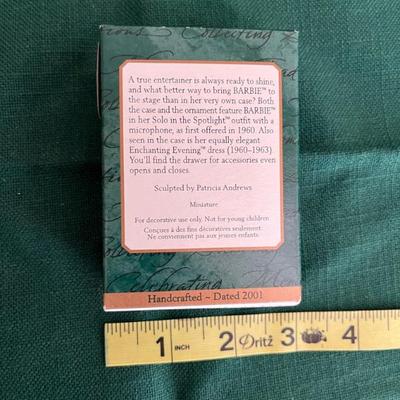 Collecting
A true entertainer is always ready to shine,
and what better way to bring BARBIE™ to
the stage than in her very own case? Both
the case and the ornament feature BARBIE™
in her Solo in the Spotlight™ outfit with a
microphone, as first offered in 1960. Also
seen in the case is her equally elegant
Enchanting Evening™ dress (1960-1963).
You'll find the drawer for accessories even
opens and closes.
Sculpted by Patricia Andrews
Miniature
For decorative use only. Not for young children.
Conçues à des fins décoratives seulement.
Ne conviennent pas aux jeunes enfants.
Celebrating
Handcrafted ~ Dated 2001
1 INCH 2 Dritz 3 4